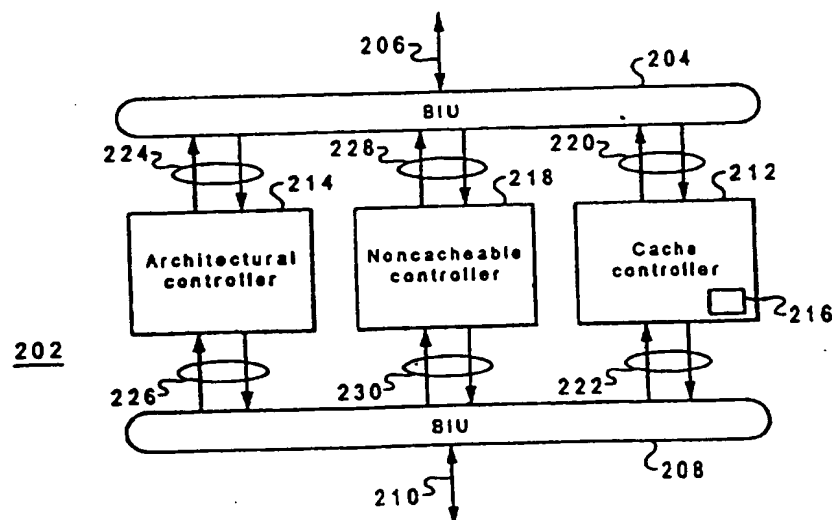 206
204
BIU
224
228
220
214
218
212
Architectural
controller
Noncacheable
controller
Cache
controller
216
202
226
230
222
BIU
208
210